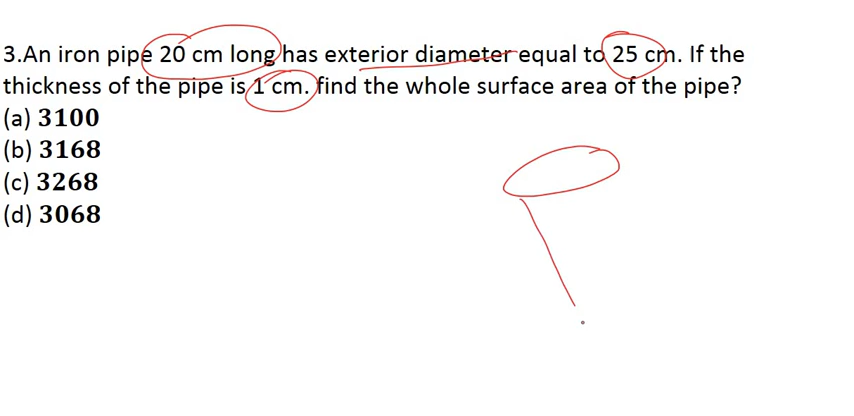 3.An iron pipe 20 cm long has exterior diameter equal to 25 cm. If the
thickness of the pipe is 1 cm. find the whole surface area of the pipe?
(a) 3100
(b) 3168
(c) 3268
(d) 3068